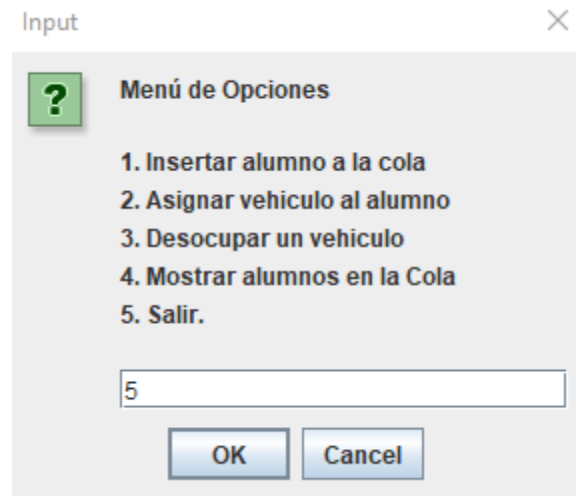 Input
Menú de Opciones
1. Insertar alumno a la cola
2. Asignar vehiculo al alumno
3. Desocupar un vehiculo
4. Mostrar alumnos en la Cola
5. Salir.
5
OK Cancel